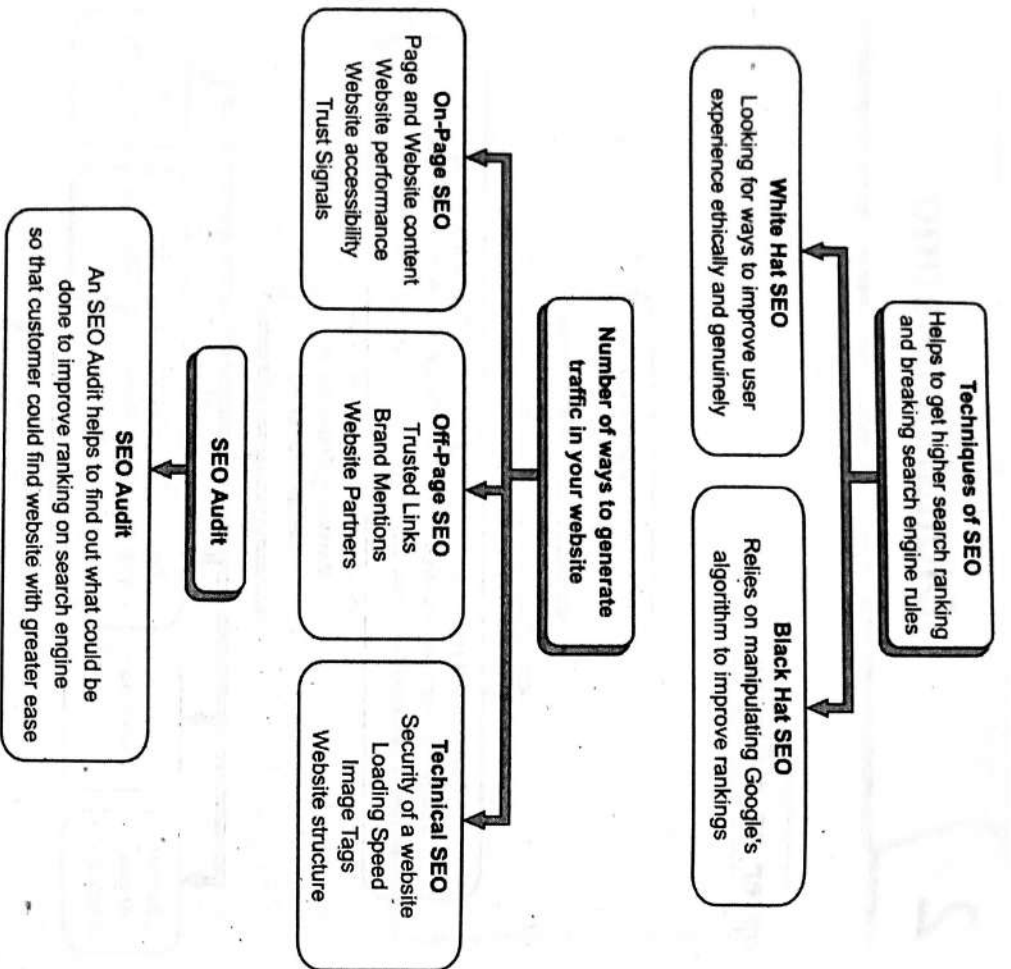 Techniques of SEO
Helps to get higher search ranking
and breaking search engine rules
White Hat SEO
Looking for ways to improve user
experience ethically and genuinely
Black Hat SEO
Relies on manipulating Google's
algorithm to improve rankings
Number of ways to generate
traffic in your website
On-Page SEO
Page and Website content
Website performance
Website accessibility
Trust Signals
Off-Page SEO
Trusted Links
Brand Mentions
Website Partners
Technical SEO
Security of a website
Loading Speed
Image Tags
Website structure
SEO Audit
SEO Audit
An SEO Audit helps to find out what could be
done to improve ranking on search engine
so that customer could find website with greater ease